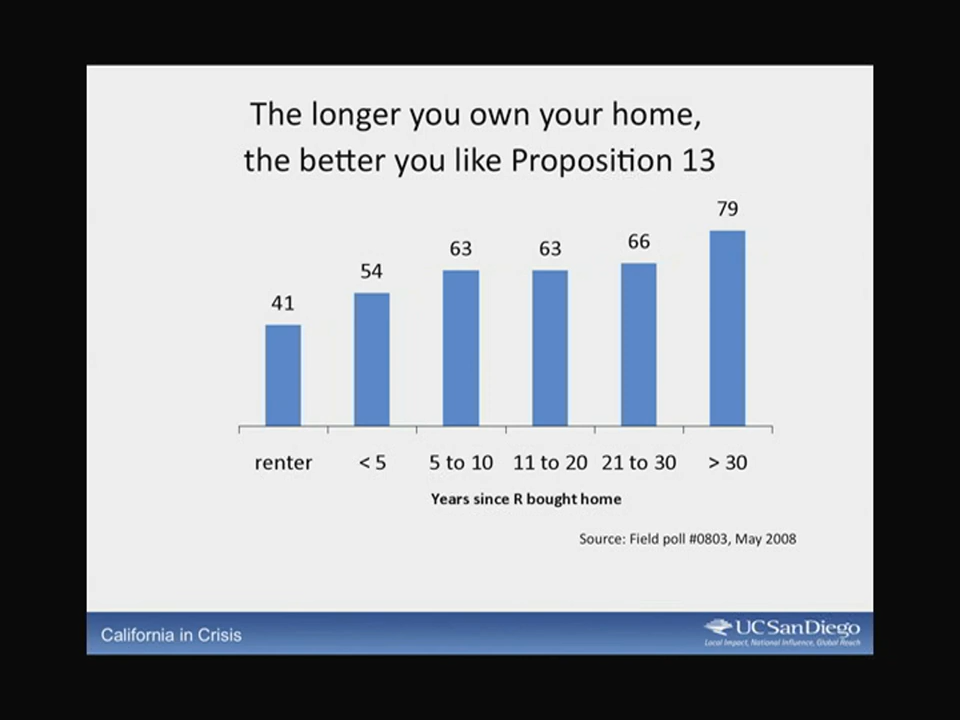 The longer you own your home,
the better you like Proposition 13
79
66
63
63
54
41
renter
< 5
5 to 10
11 to 20
21 to 30
> 30
Years since R bought home
Source: Field poll #0803, May 2008
California in Crisis
UC San Diego
Local Impact, National Influence, Global Reach